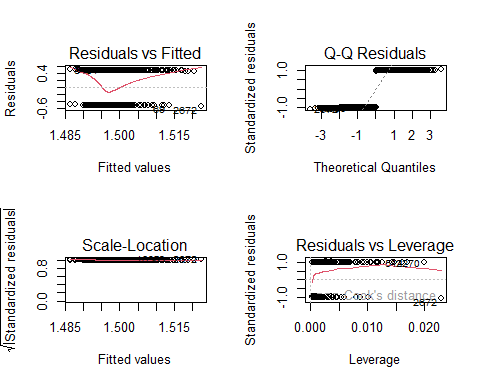 Residuals vs Fitted
Residuals
0.4
-0.6
2672
1.485
1.500
1.515
Fitted values
Q-Q Residuals
Standardized residuals
1.0
-1.0
-3
-1
0
1
2
3
Theoretical Quantiles
Scale-Location
√|Standardized residuals|
0.8
0.0
1.485
1.500
1.515
Fitted values
Residuals vs Leverage
Standardized residuals
1.0
-1.0
Cook's distance
2672
0.000
0.010
0.020
Leverage